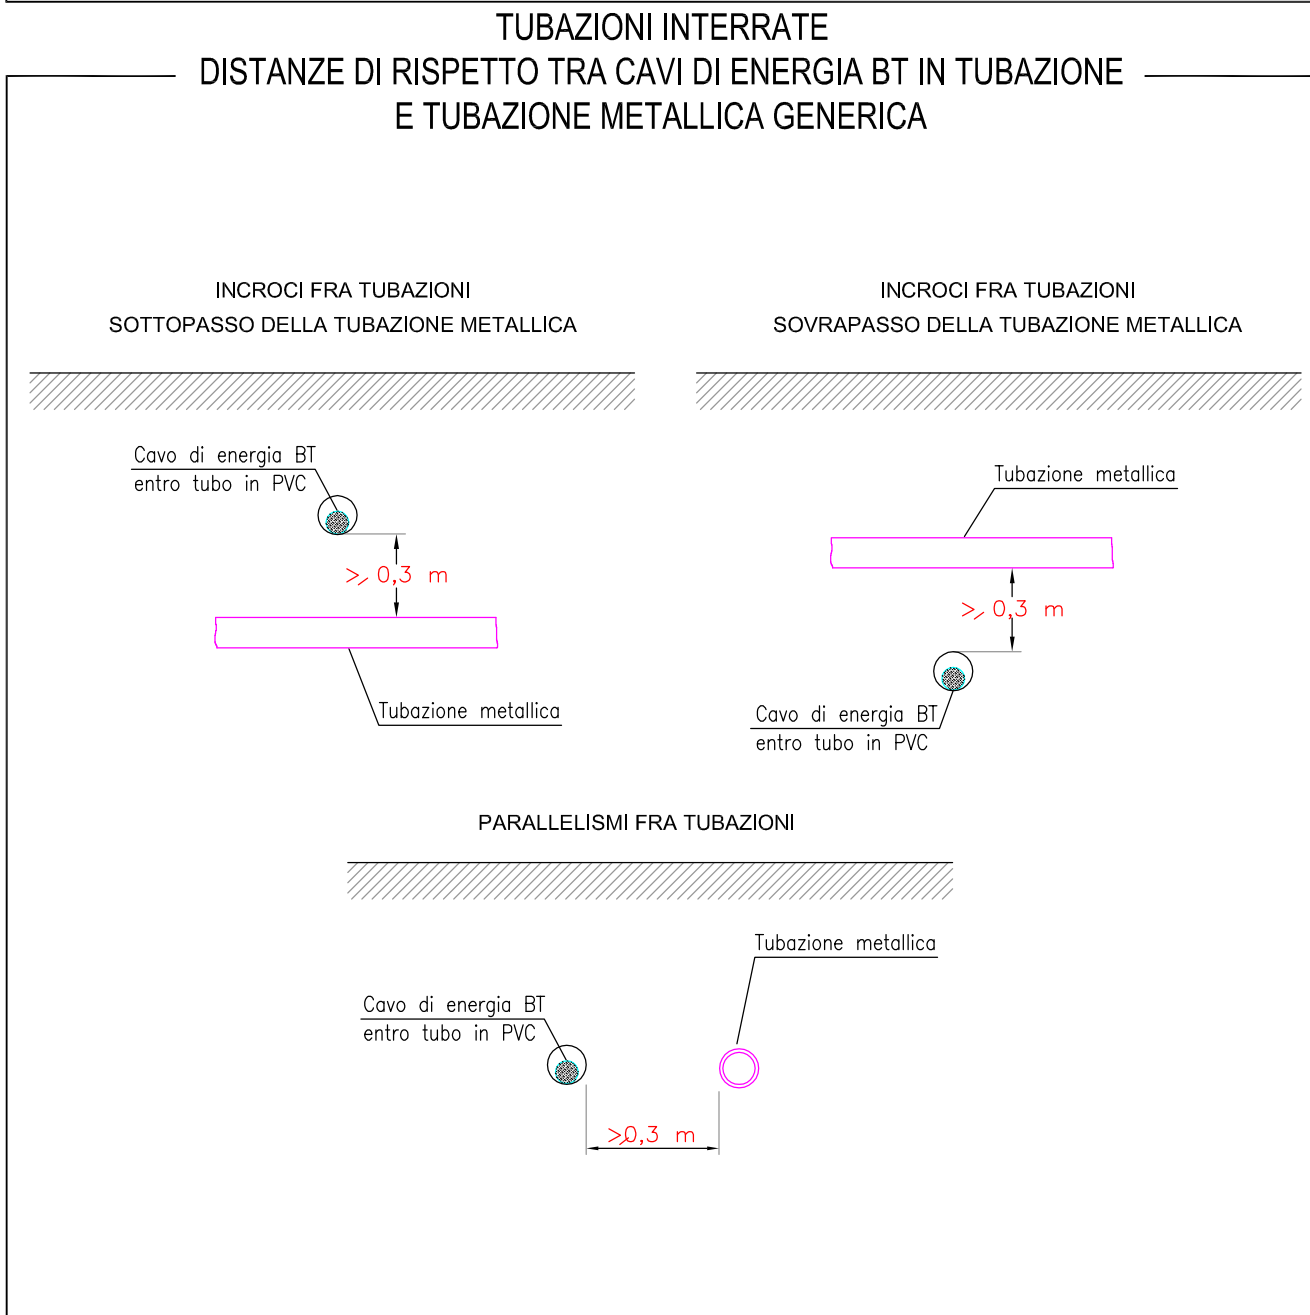 TUBAZIONI INTERRATE
DISTANZE DI RISPETTO TRA CAVI DI ENERGIA BT IN TUBAZIONE
E TUBAZIONE METALLICA GENERICA
INCROCI FRA TUBAZIONI
SOTTOPASSO DELLA TUBAZIONE METALLICA
Cavo di energia BT
entro tubo in PVC
⩾ 0,3 m
Tubazione metallica
INCROCI FRA TUBAZIONI
SOVRAPASSO DELLA TUBAZIONE METALLICA
Tubazione metallica
⩾ 0,3 m
Cavo di energia BT
entro tubo in PVC
PARALLELISMI FRA TUBAZIONI
Tubazione metallica
Cavo di energia BT
entro tubo in PVC
⩾0,3 m